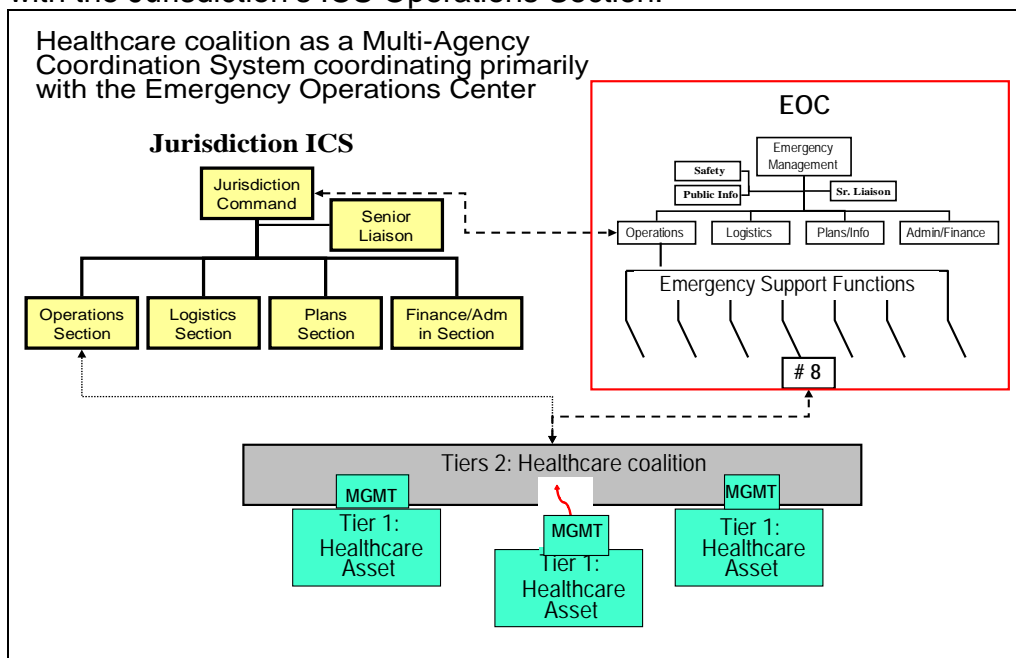 with the Jurisdiction's ICS Operations Section.
Healthcare coalition as a Multi-Agency
Coordination System coordinating primarily
with the Emergency Operations Center
EOC
Jurisdiction ICS
Emergency
Management
Safety
Public Info
Sr. Liaison
Jurisdiction
Command
Senior
Liaison
Operations
Logistics
Plans/Info
Admin/Finance
Emergency Support Functions
Operations
Section
Logistics
Section
Plans
Section
Finance/Adm
in Section
# 8
Tiers 2: Healthcare coalition
MGMT
Tier 1:
Healthcare
Asset
MGMT
Tier 1:
Healthcare
Asset
MGMT
Tier 1:
Healthcare
Asset